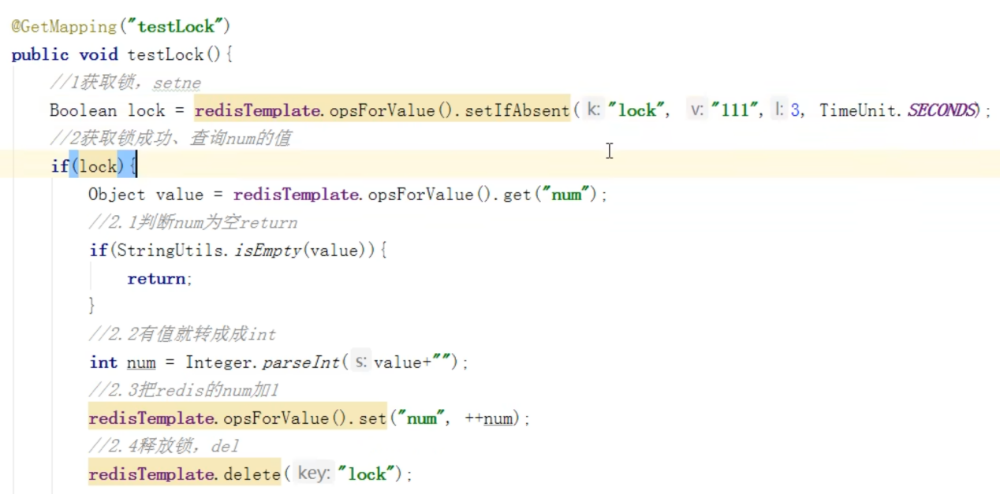 @GetMapping("testLock")
public void testLock(){
//1获取锁，setne
Boolean lock = redisTemplate.opsForValue().setIfAbsent( k: "lock", v: "111", l: 3, TimeUnit.SECONDS);
//2获取锁成功、查询num的值
if(lock){
Object value = redisTemplate.opsForValue().get("num");
//2.1判断num为空return
if(StringUtils.isEmpty(value)){
return;
}
//2.2有值就转成成int
int num = Integer.parseInt( s: value+"");
//2.3把redis的num加1
redisTemplate.opsForValue().set("num", ++num);
//2.4释放锁，del
redisTemplate.delete( key: "lock");